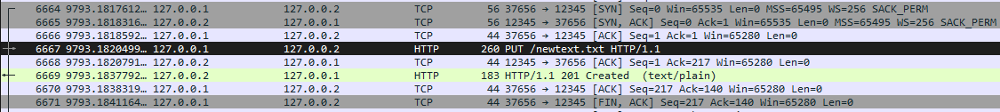 6664 9793.1817612… 127.0.0.1 127.0.0.2 TCP 56 37656 → 12345 [SYN] Seq=0 Win=65535 Len=0 MSS=65495 WS=256 SACK_PERM
6665 9793.1818316… 127.0.0.2 127.0.0.1 TCP 56 12345 → 37656 [SYN, ACK] Seq=0 Ack=1 Win=65535 Len=0 MSS=65495 WS=256 SACK_PERM
6666 9793.1818592… 127.0.0.1 127.0.0.2 TCP 44 37656 → 12345 [ACK] Seq=1 Ack=1 Win=65280 Len=0
6667 9793.1820499… 127.0.0.1 127.0.0.2 HTTP 260 PUT /newtext.txt HTTP/1.1
6668 9793.1820791… 127.0.0.2 127.0.0.1 TCP 44 12345 → 37656 [ACK] Seq=1 Ack=217 Win=65280 Len=0
6669 9793.1837792… 127.0.0.2 127.0.0.1 HTTP 183 HTTP/1.1 201 Created (text/plain)
6670 9793.1838319… 127.0.0.1 127.0.0.2 TCP 44 37656 → 12345 [ACK] Seq=217 Ack=140 Win=65280 Len=0
6671 9793.1841164… 127.0.0.1 127.0.0.2 TCP 44 37656 → 12345 [FIN, ACK] Seq=217 Ack=140 Win=65280 Len=0